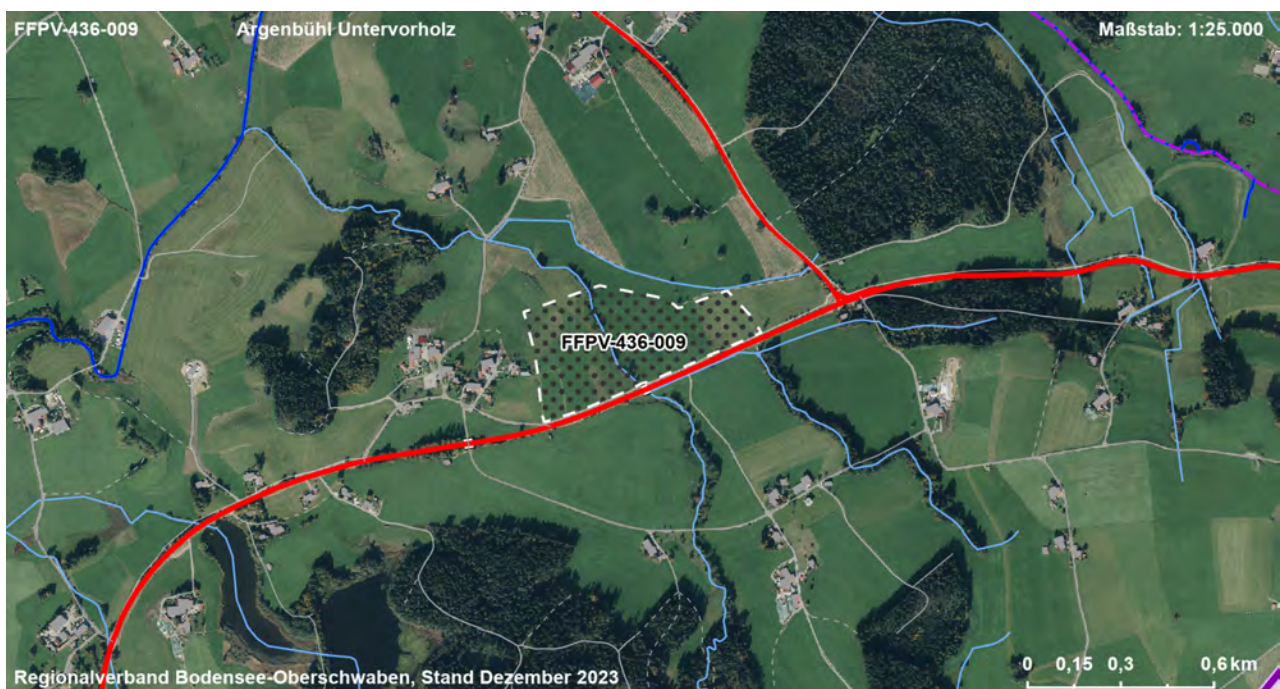 FFPV-436-009 Argenbühl Untervorholz Maßstab: 1:25.000
FFPV-436-009
0 0,15 0,3 0,6 km
Regionalverband Bodensee-Oberschwaben, Stand Dezember 2023